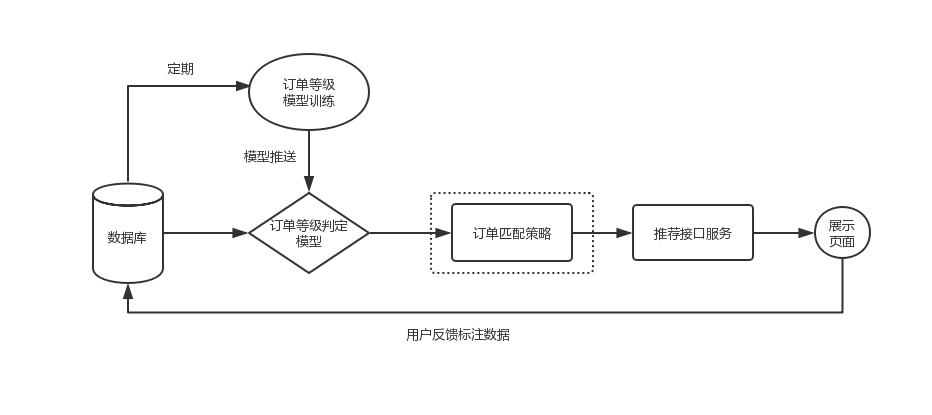 定期
订单等级
模型训练
模型推送
数据库
订单等级判定
模型
订单匹配策略
推荐接口服务
展示
页面
用户反馈标注数据